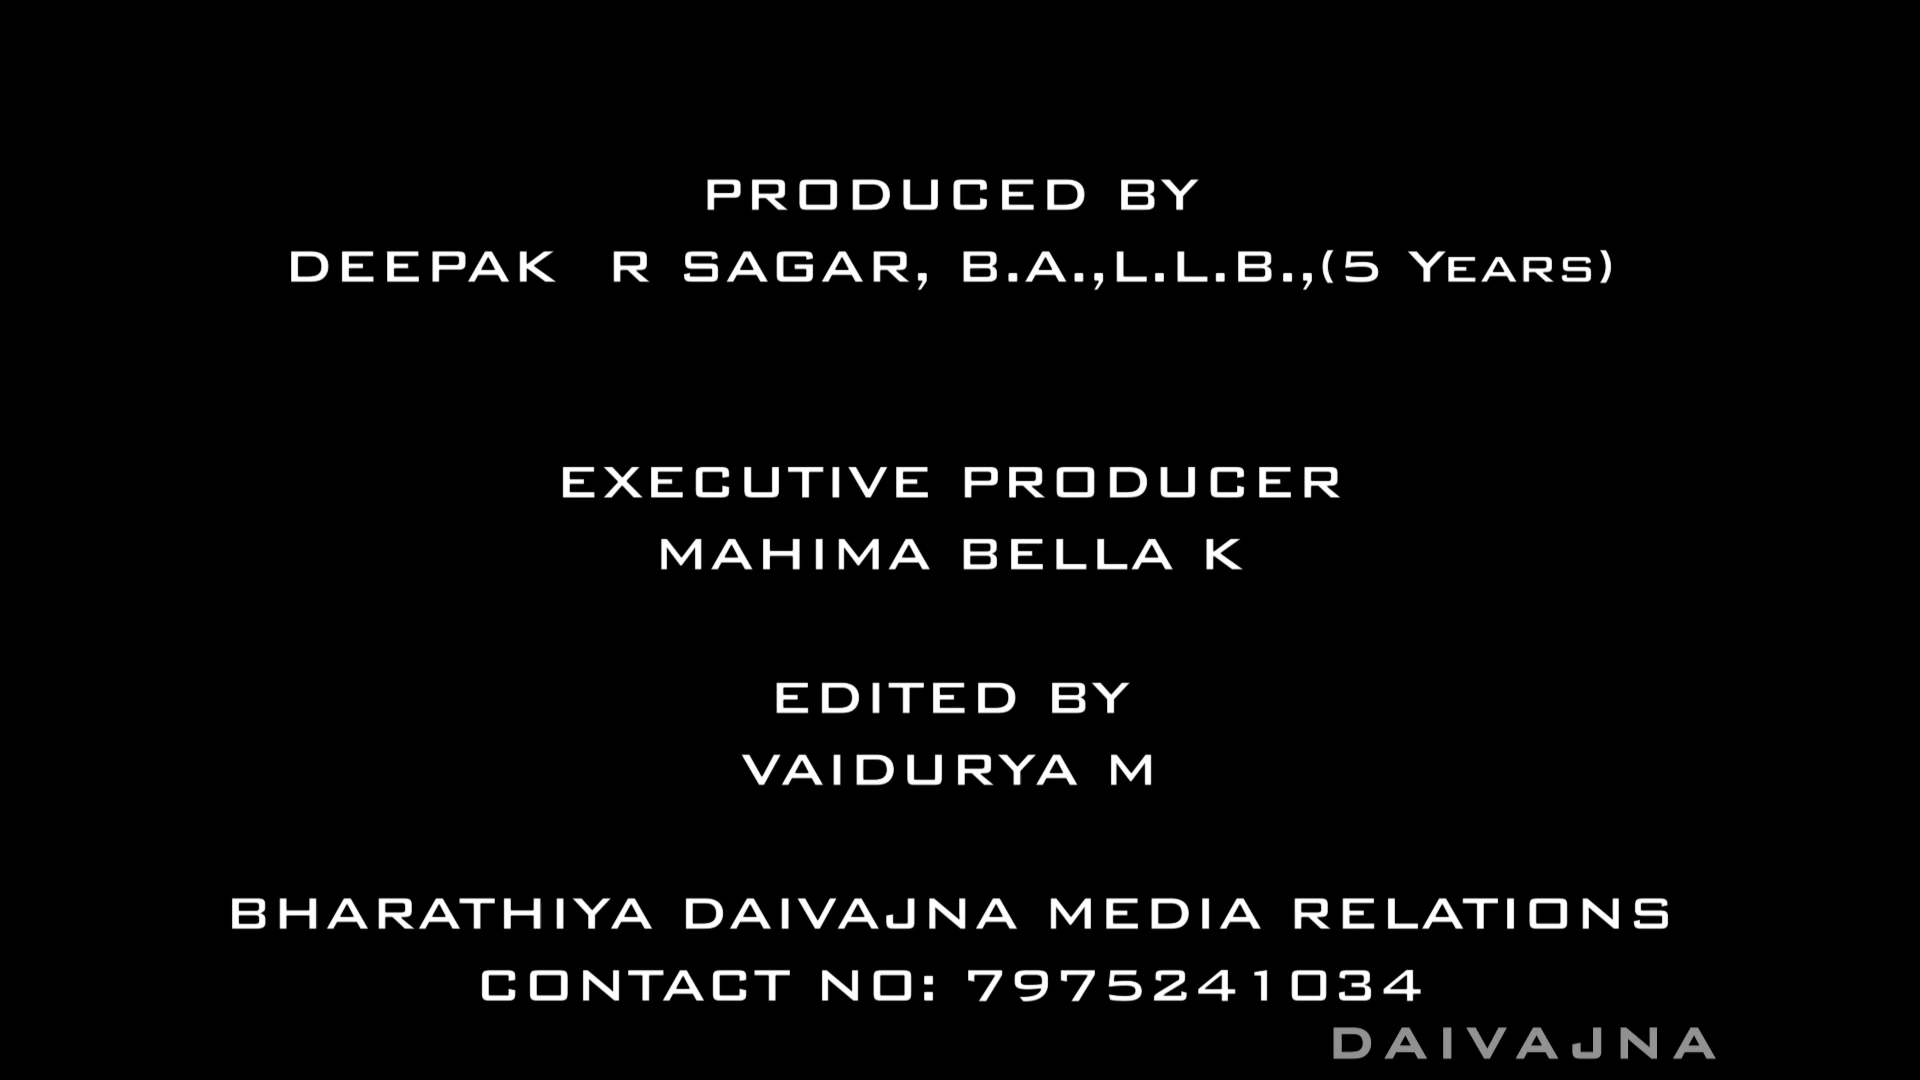 PRODUCED BY
DEEPAK  R SAGAR, B.A.,L.L.B.,(5 YEARS)
EXECUTIVE PRODUCER
MAHIMA BELLA K
EDITED BY
VAIDURYA M
BHARATHIYA DAIVAJNA MEDIA RELATIONS
CONTACT NO: 7975241034
DAIVAJNA